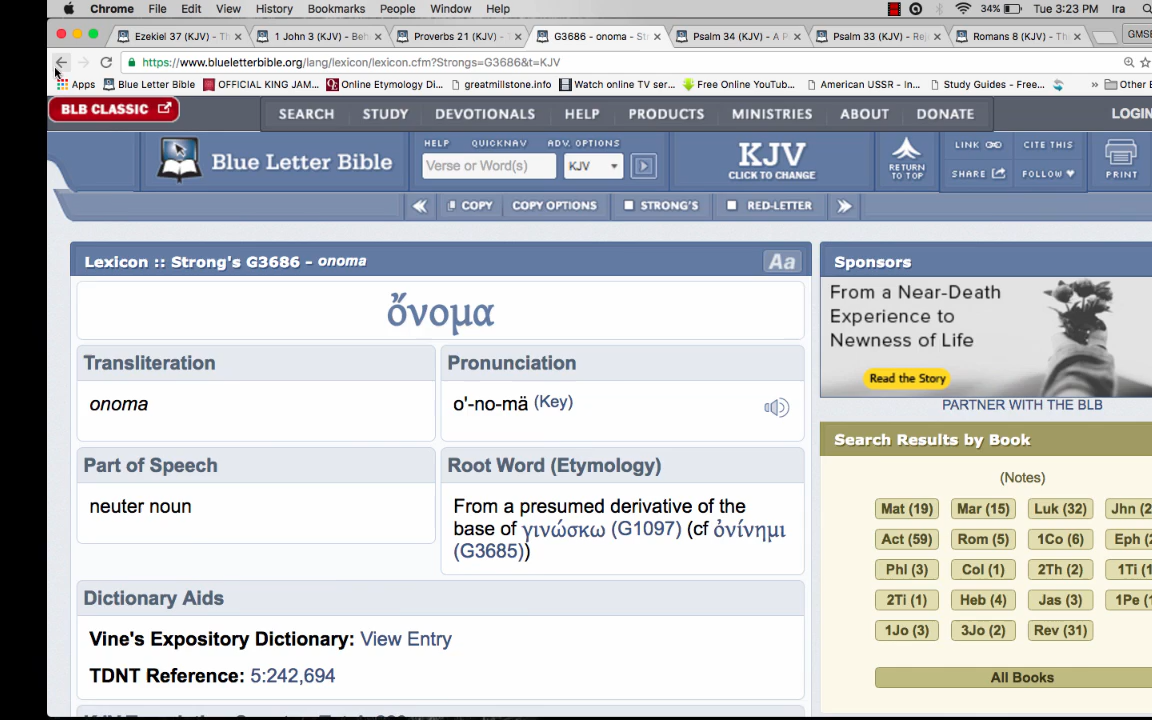 Chrome File Edit View History Bookmarks People Window Help 34% Tue 3:23 PM Ira
Ezekiel 37 (KJV) - Th 1 John 3 (KJV) - Beh Proverbs 21 (KJV) - G3686 - onoma - St Psalm 34 (KJV) - A P Psalm 33 (KJV) - Rej Romans 8 (KJV) - Th GMSB
https://www.blueletterbible.org/lang/lexicon/lexicon.cfm?Strongs=G3686&t=KJV
Apps Blue Letter Bible OFFICIAL KING JAM... Online Etymology Di... greatmillstone.info Watch online TV ser... Free Online YouTub... American USSR - In... Study Guides - Free... » Other
BLB CLASSIC SEARCH STUDY DEVOTIONALS HELP PRODUCTS MINISTRIES ABOUT DONATE LOGIN
Blue Letter Bible
HELP QUICKNAV ADV. OPTIONS
Verse or Word(s) KJV
KJV
CLICK TO CHANGE
RETURN TO TOP
LINK CITE THIS
SHARE FOLLOW
PRINT
COPY COPY OPTIONS STRONG'S RED-LETTER
Lexicon :: Strong's G3686 - onoma Aa
ὄνομα
Transliteration
onoma
Pronunciation
o'-no-mä (Key)
Part of Speech
neuter noun
Root Word (Etymology)
From a presumed derivative of the
base of γινώσκω (G1097) (cf ὀνίνημι
(G3685))
Dictionary Aids
Vine's Expository Dictionary: View Entry
TDNT Reference: 5:242,694
Sponsors
From a Near-Death
Experience to
Newness of Life
Read the Story
PARTNER WITH THE BLB
Search Results by Book
(Notes)
Mat (19) Mar (15) Luk (32) Jhn (2
Act (59) Rom (5) 1Co (6) Eph (2
Phl (3) Col (1) 2Th (2) 1Ti (1
2Ti (1) Heb (4) Jas (3) 1Pe (1
1Jo (3) 3Jo (2) Rev (31)
All Books